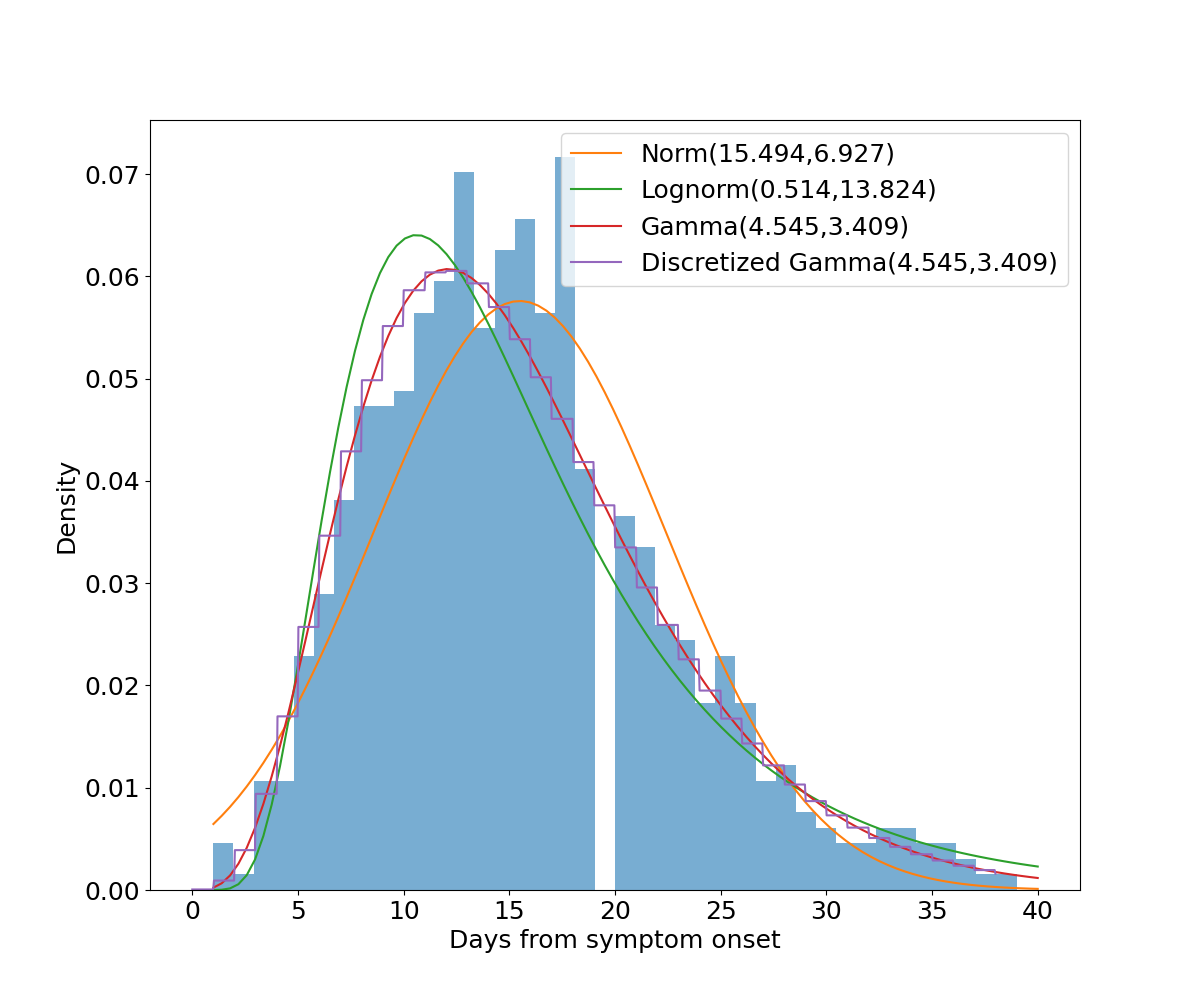 Norm(15.494,6.927)
Lognorm(0.514,13.824)
Gamma(4.545,3.409)
Discretized Gamma(4.545,3.409)
0.07
0.06
0.05
0.04
0.03
0.02
0.01
0.00
Density
0 5 10 15 20 25 30 35 40
Days from symptom onset